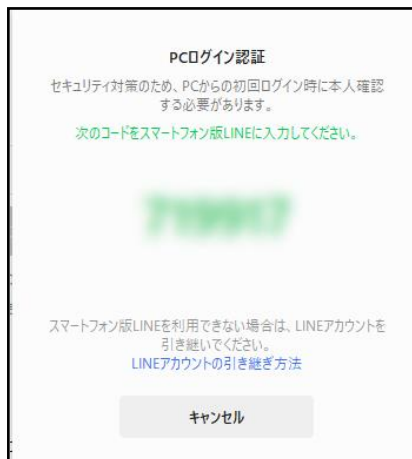 PCログイン認証
セキュリティ対策のため、PCからの初回ログイン時に本人確認
する必要があります。
次のコードをスマートフォン版LINEに入力してください。
スマートフォン版LINEを利用できない場合は、LINEアカウントを
引き継いでください。
LINEアカウントの引き継ぎ方法
キャンセル